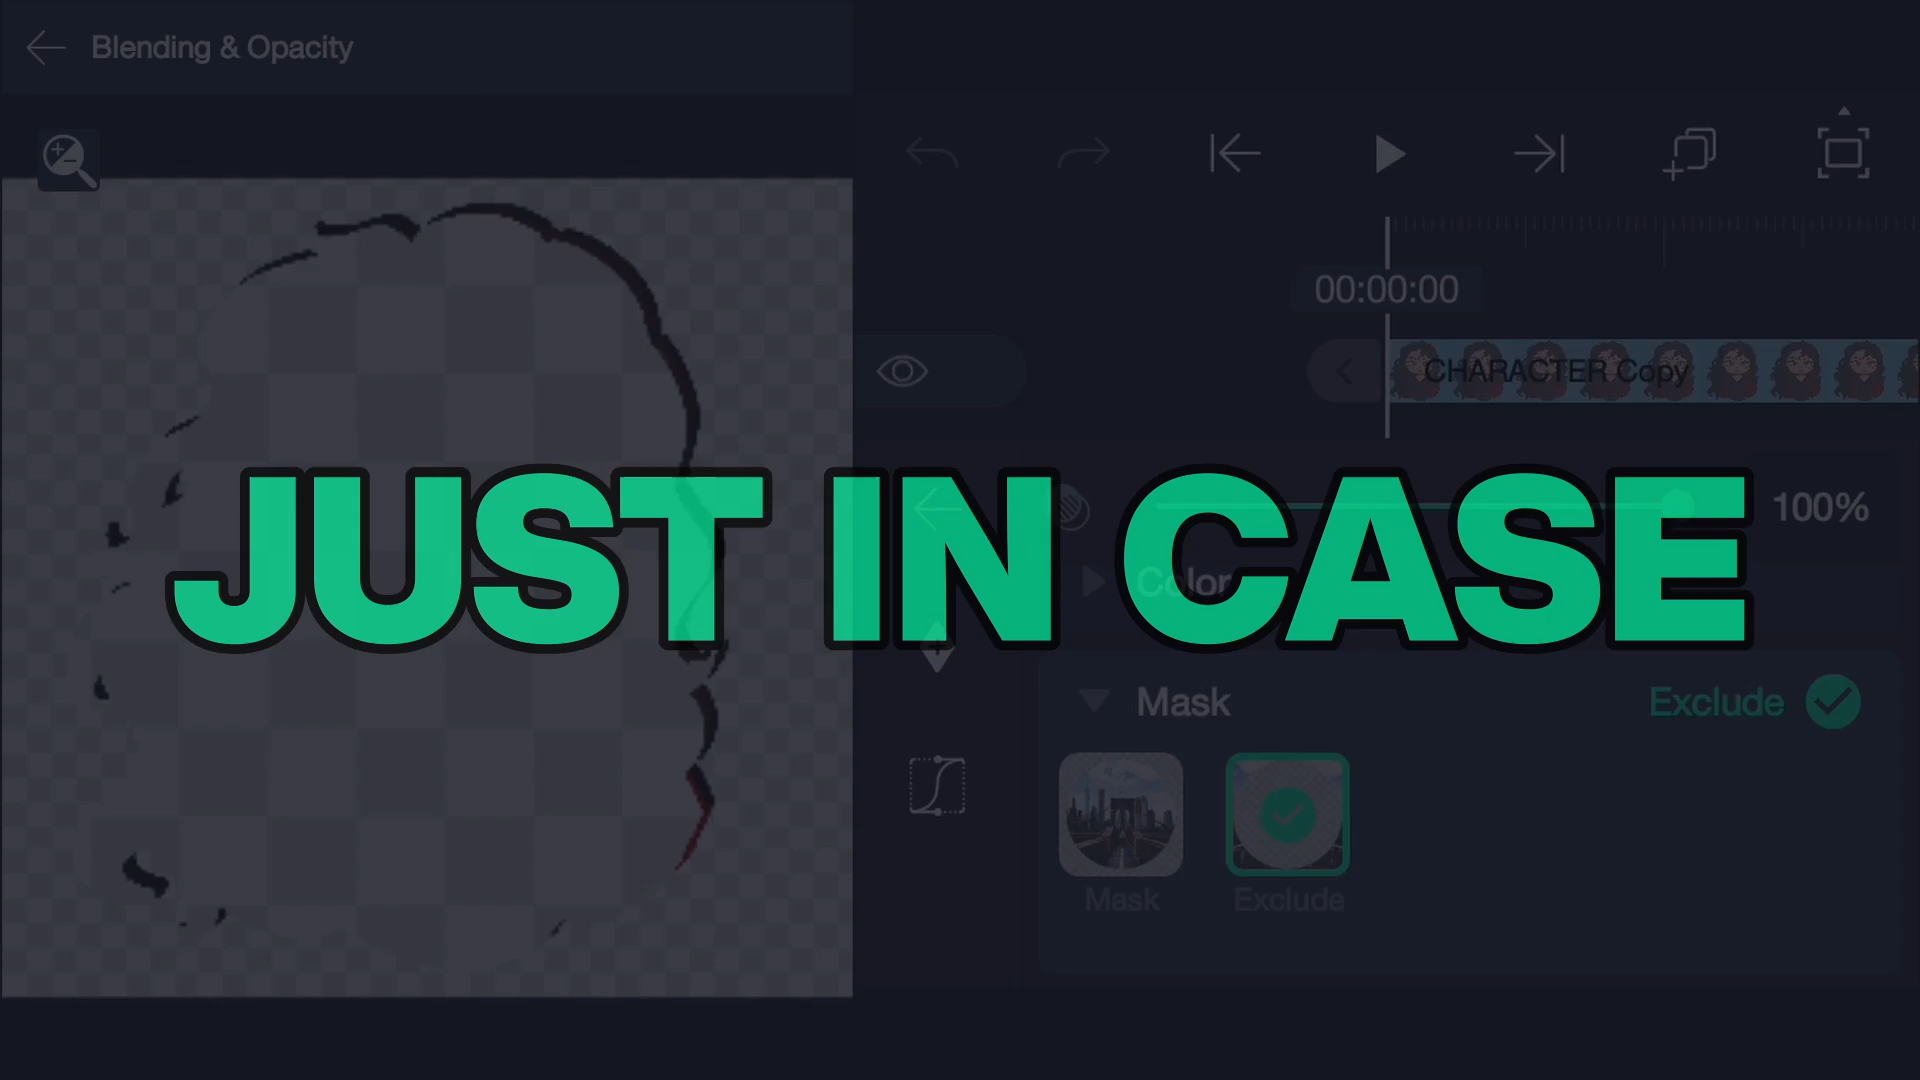 Blending & Opacity
00:00:00
CHARACTER Copy
100%
JUST IN CASE
Color
Mask
Exclude
Mask
Exclude